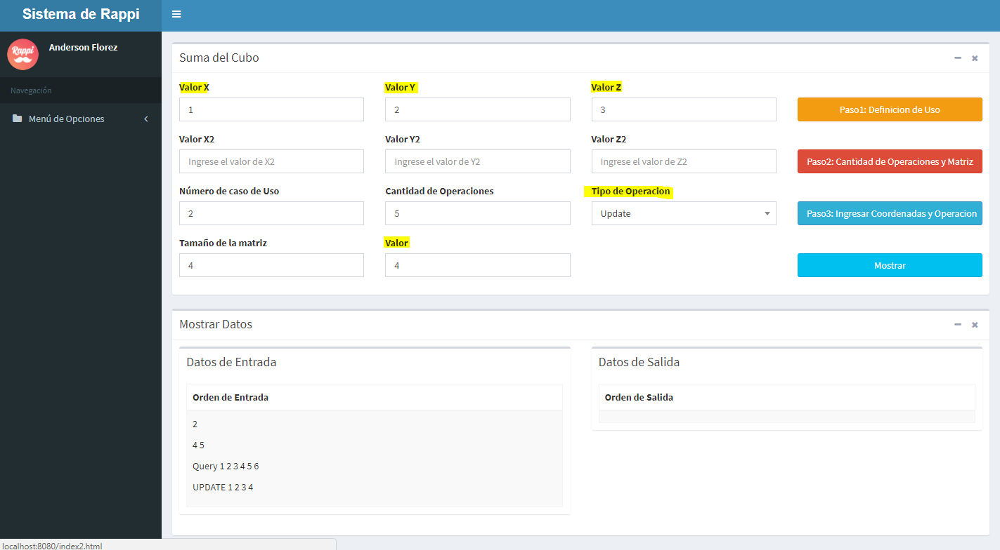 Sistema de Rappi
Rappi
Anderson Florez
Navegación
Menú de Opciones
Suma del Cubo
Valor X
Valor Y
Valor Z
1
2
3
Paso1: Definicion de Uso
Valor X2
Valor Y2
Valor Z2
Ingrese el valor de X2
Ingrese el valor de Y2
Ingrese el valor de Z2
Paso2: Cantidad de Operaciones y Matriz
Número de caso de Uso
Cantidad de Operaciones
Tipo de Operacion
2
5
Update
Paso3: Ingresar Coordenadas y Operacion
Tamaño de la matriz
Valor
4
4
Mostrar
Mostrar Datos
Datos de Entrada
Orden de Entrada
2
4 5
Query 1 2 3 4 5 6
UPDATE 1 2 3 4
Datos de Salida
Orden de Salida
localhost:8080/index2.html